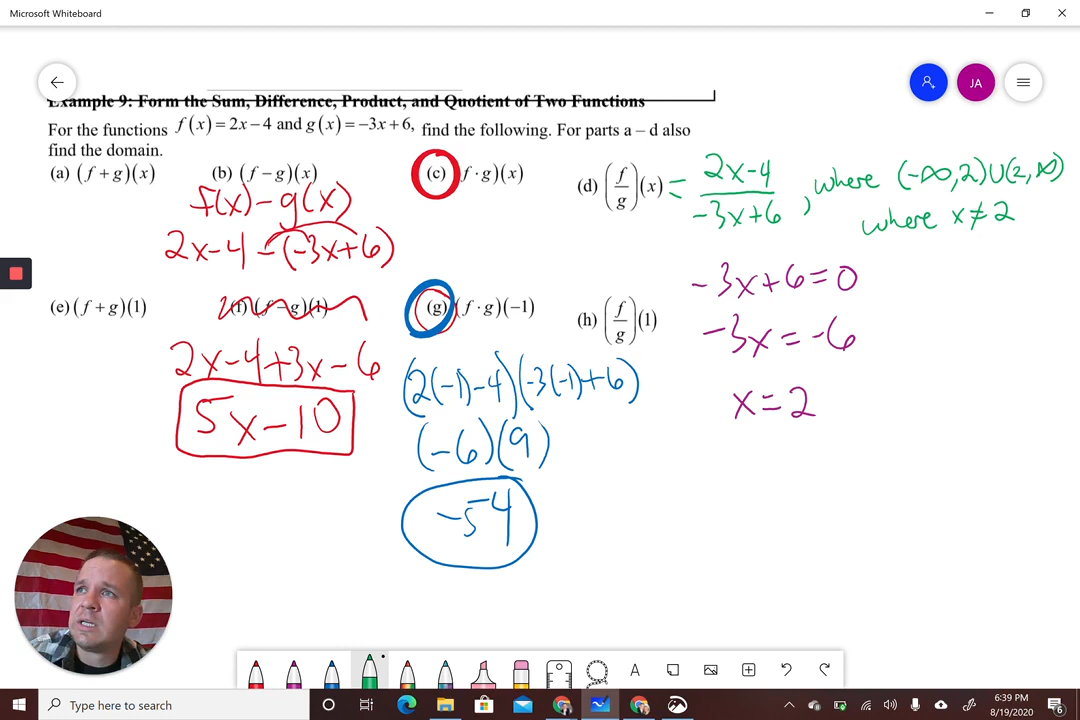 Microsoft Whiteboard
JA
Example 9: Form the Sum, Difference, Product, and Quotient of Two Functions
For the functions f(x) = 2x − 4 and g(x) = −3x + 6, find the following. For parts a – d also
find the domain.
(a) (f + g)(x)
(b) (f − g)(x)
f(x) − g(x)
2x − 4 − (−3x + 6)
(c) (f · g)(x)
(d) (f/g)(x) = 2x−4/−3x+6, where (−∞,2)∪(2,∞)
where x ≠ 2
−3x + 6 = 0
−3x = −6
x = 2
(e) (f + g)(1)
(f) (f − g)(1)
2x − 4 + 3x − 6
5x − 10
(g) (f · g)(−1)
(2(−1)−4)(−3(−1)+6)
(−6)(9)
−54
(h) (f/g)(1)
A
Type here to search
6:39 PM
8/19/2020
6